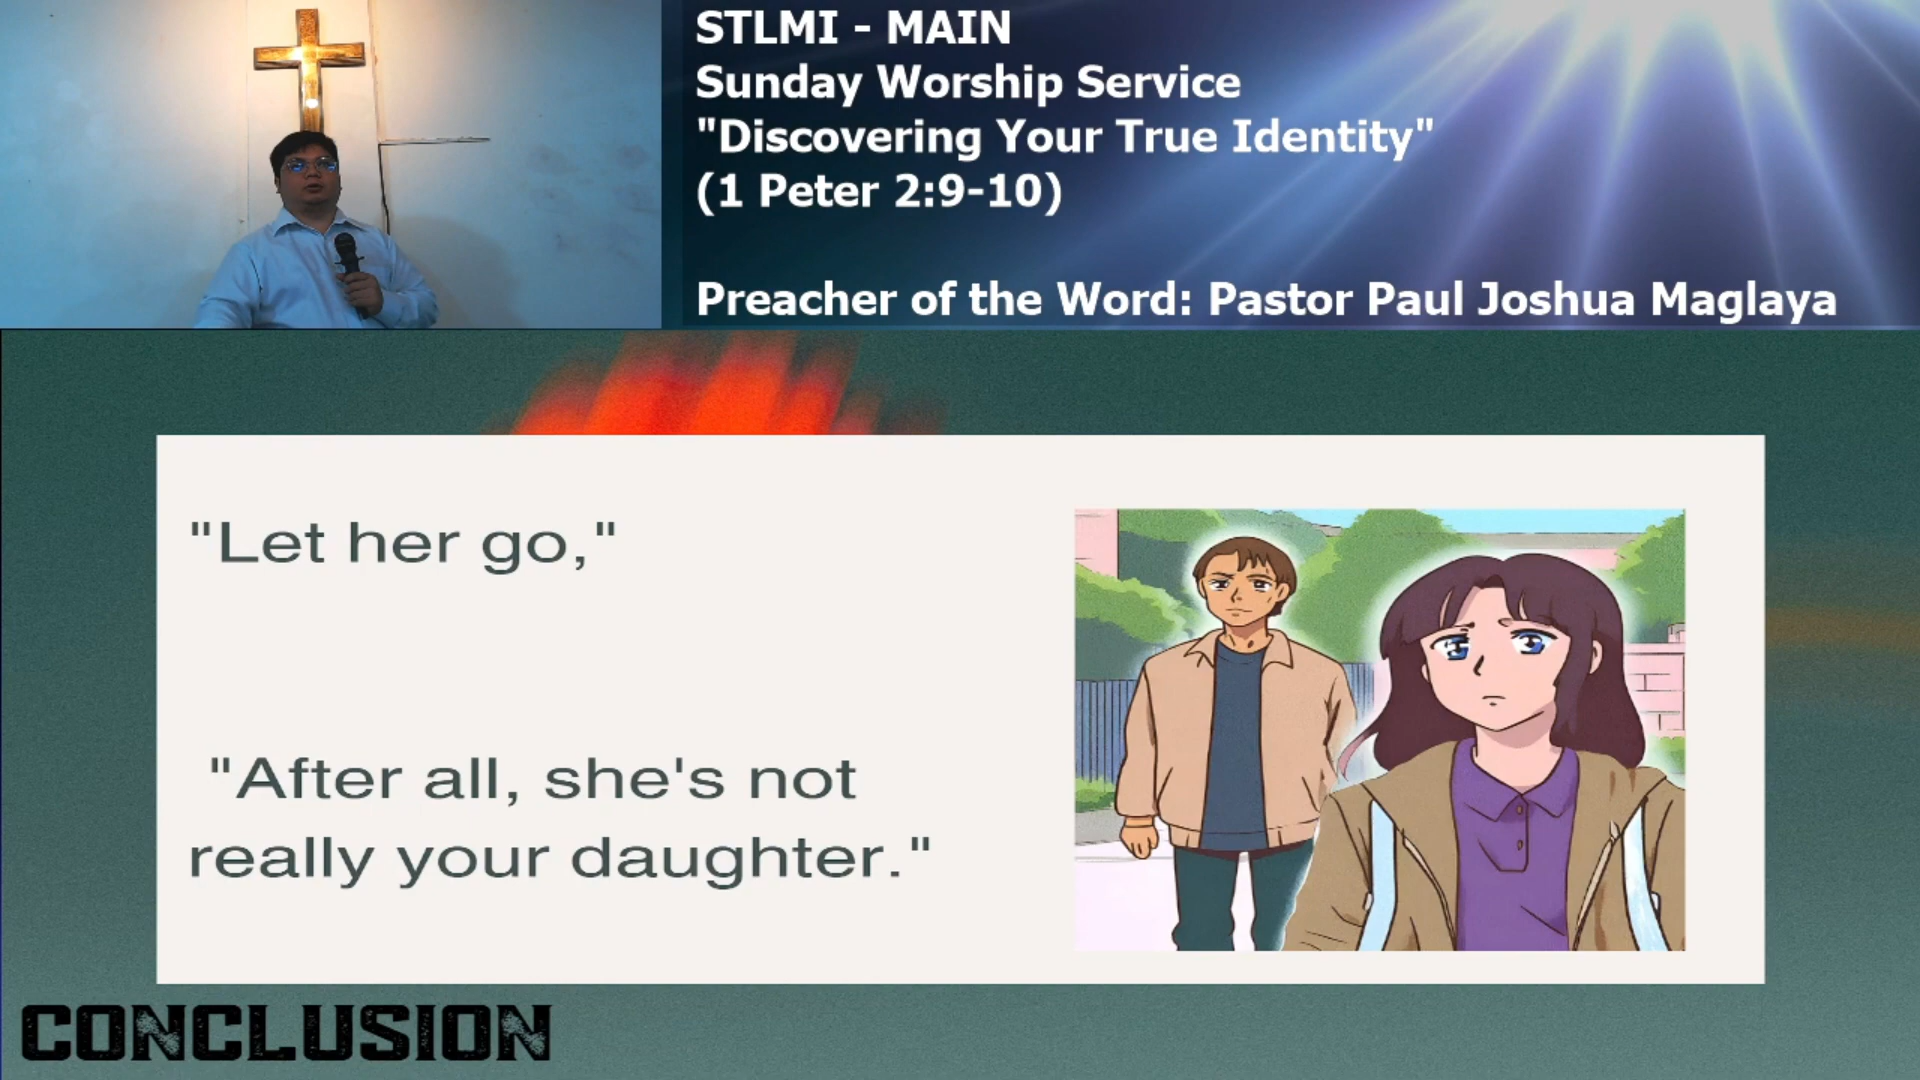 STLMI - MAIN
Sunday Worship Service
"Discovering Your True Identity"
(1 Peter 2:9-10)
Preacher of the Word: Pastor Paul Joshua Maglaya
"Let her go,"
"After all, she's not
really your daughter."
CONCLUSION